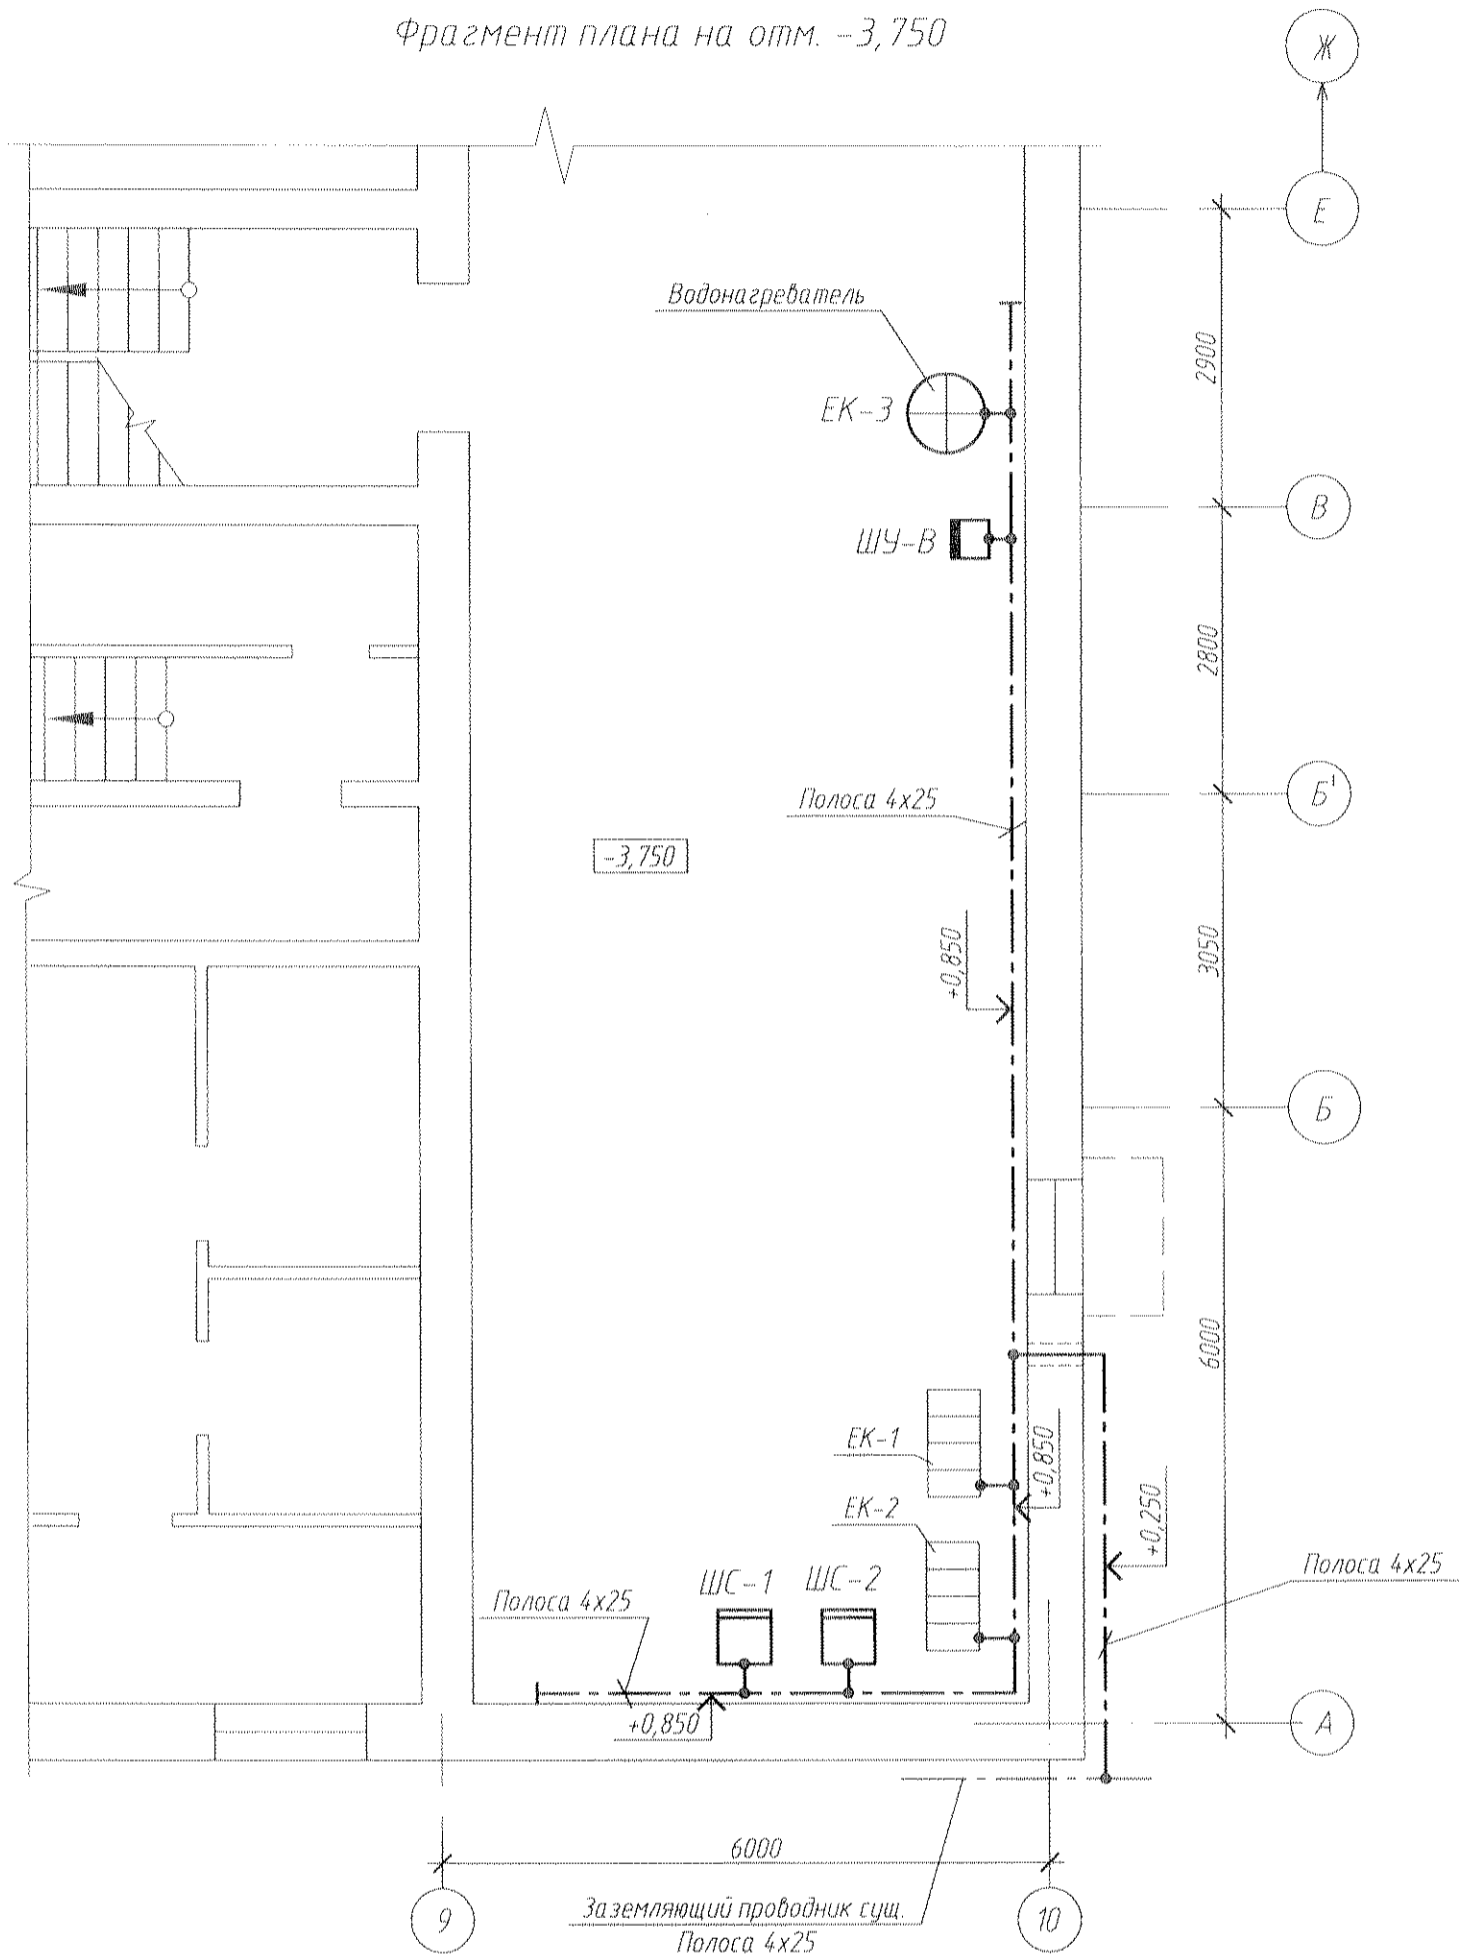 Фрагмент плана на отм. -3,750
Ж
Е
Водонагреватель
2900
ЕК-3
В
ШУ-В
2800
Б¹
Полоса 4х25
-3,750
+0,850
3050
Б
6000
ЕК-1
+0,850
ЕК-2
+0,250
Полоса 4х25
ШС-1
ШС-2
Полоса 4х25
+0,850
А
6000
9
10
Заземляющий проводник сущ.
Полоса 4х25